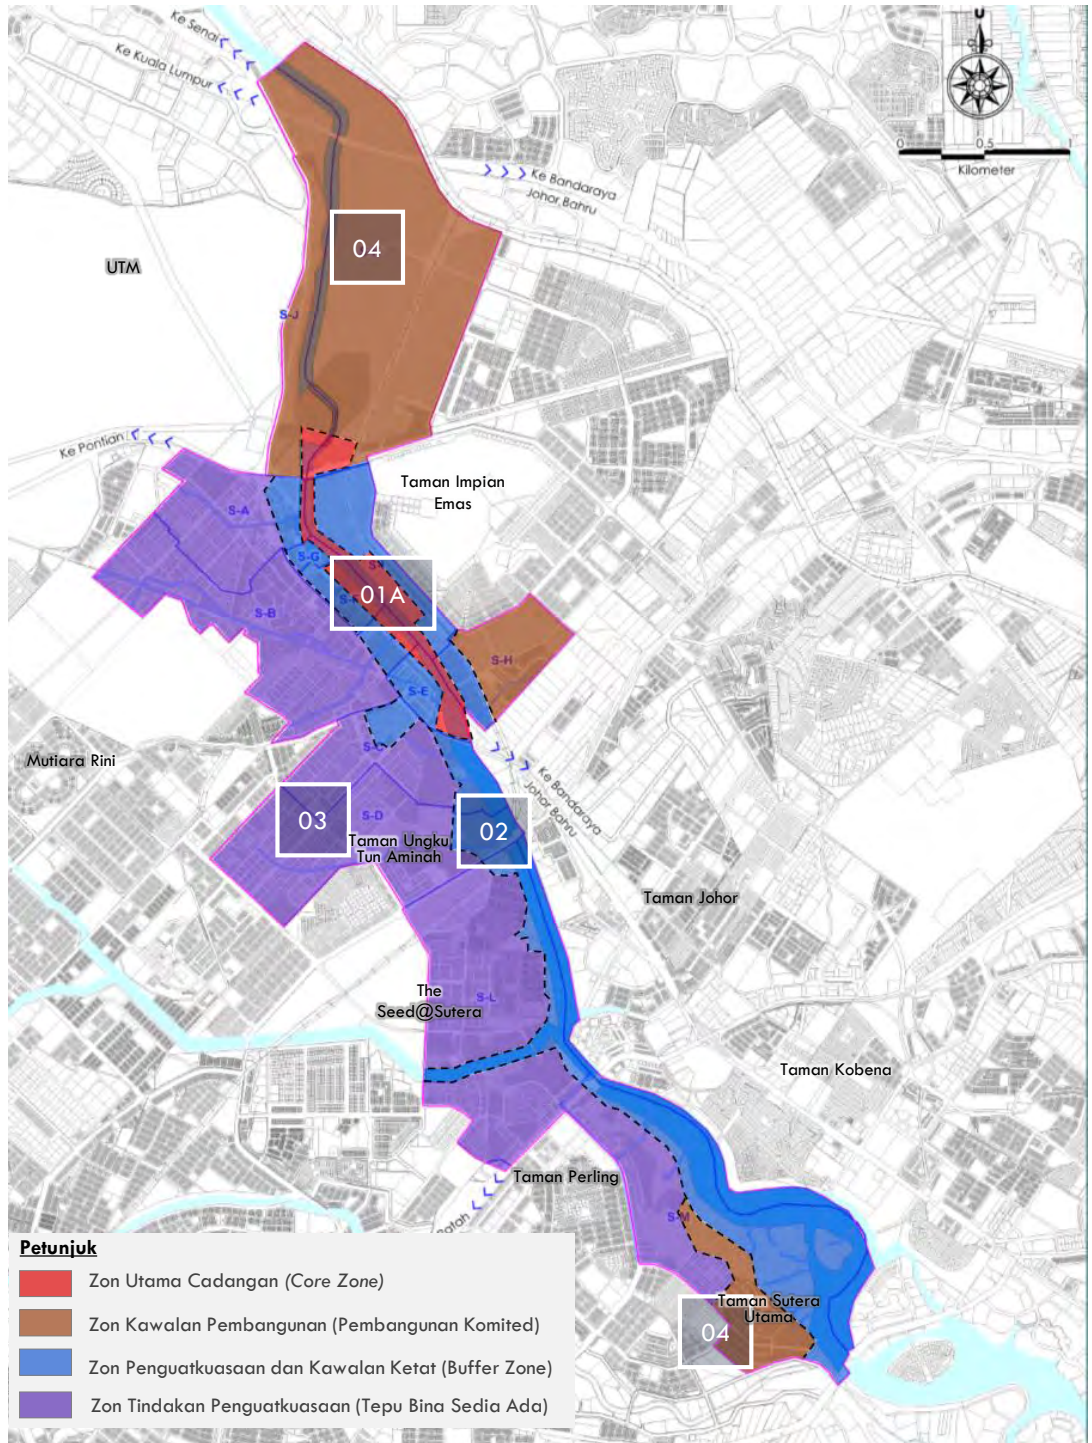 Ke Senai
Ke Kuala Lumpur
U
0 0.5 1
Kilometer
Ke Bandaraya
Johor Bahru
04
UTM
S-J
Ke Pontian
Taman Impian
Emas
S-A
S-G
01A
S-B
S-H
S-E
Mutiara Rini
Ke Bandaraya
Johor Bahru
S-D
03
02
Taman Ungku
Tun Aminah
Taman Johor
The
Seed@Sutera
S-L
Taman Kobena
Taman Perling
S-M
Taman Sutera
Utama
04
Petunjuk
Zon Utama Cadangan (Core Zone)
Zon Kawalan Pembangunan (Pembangunan Komited)
Zon Penguatkuasaan dan Kawalan Ketat (Buffer Zone)
Zon Tindakan Penguatkuasaan (Tepu Bina Sedia Ada)